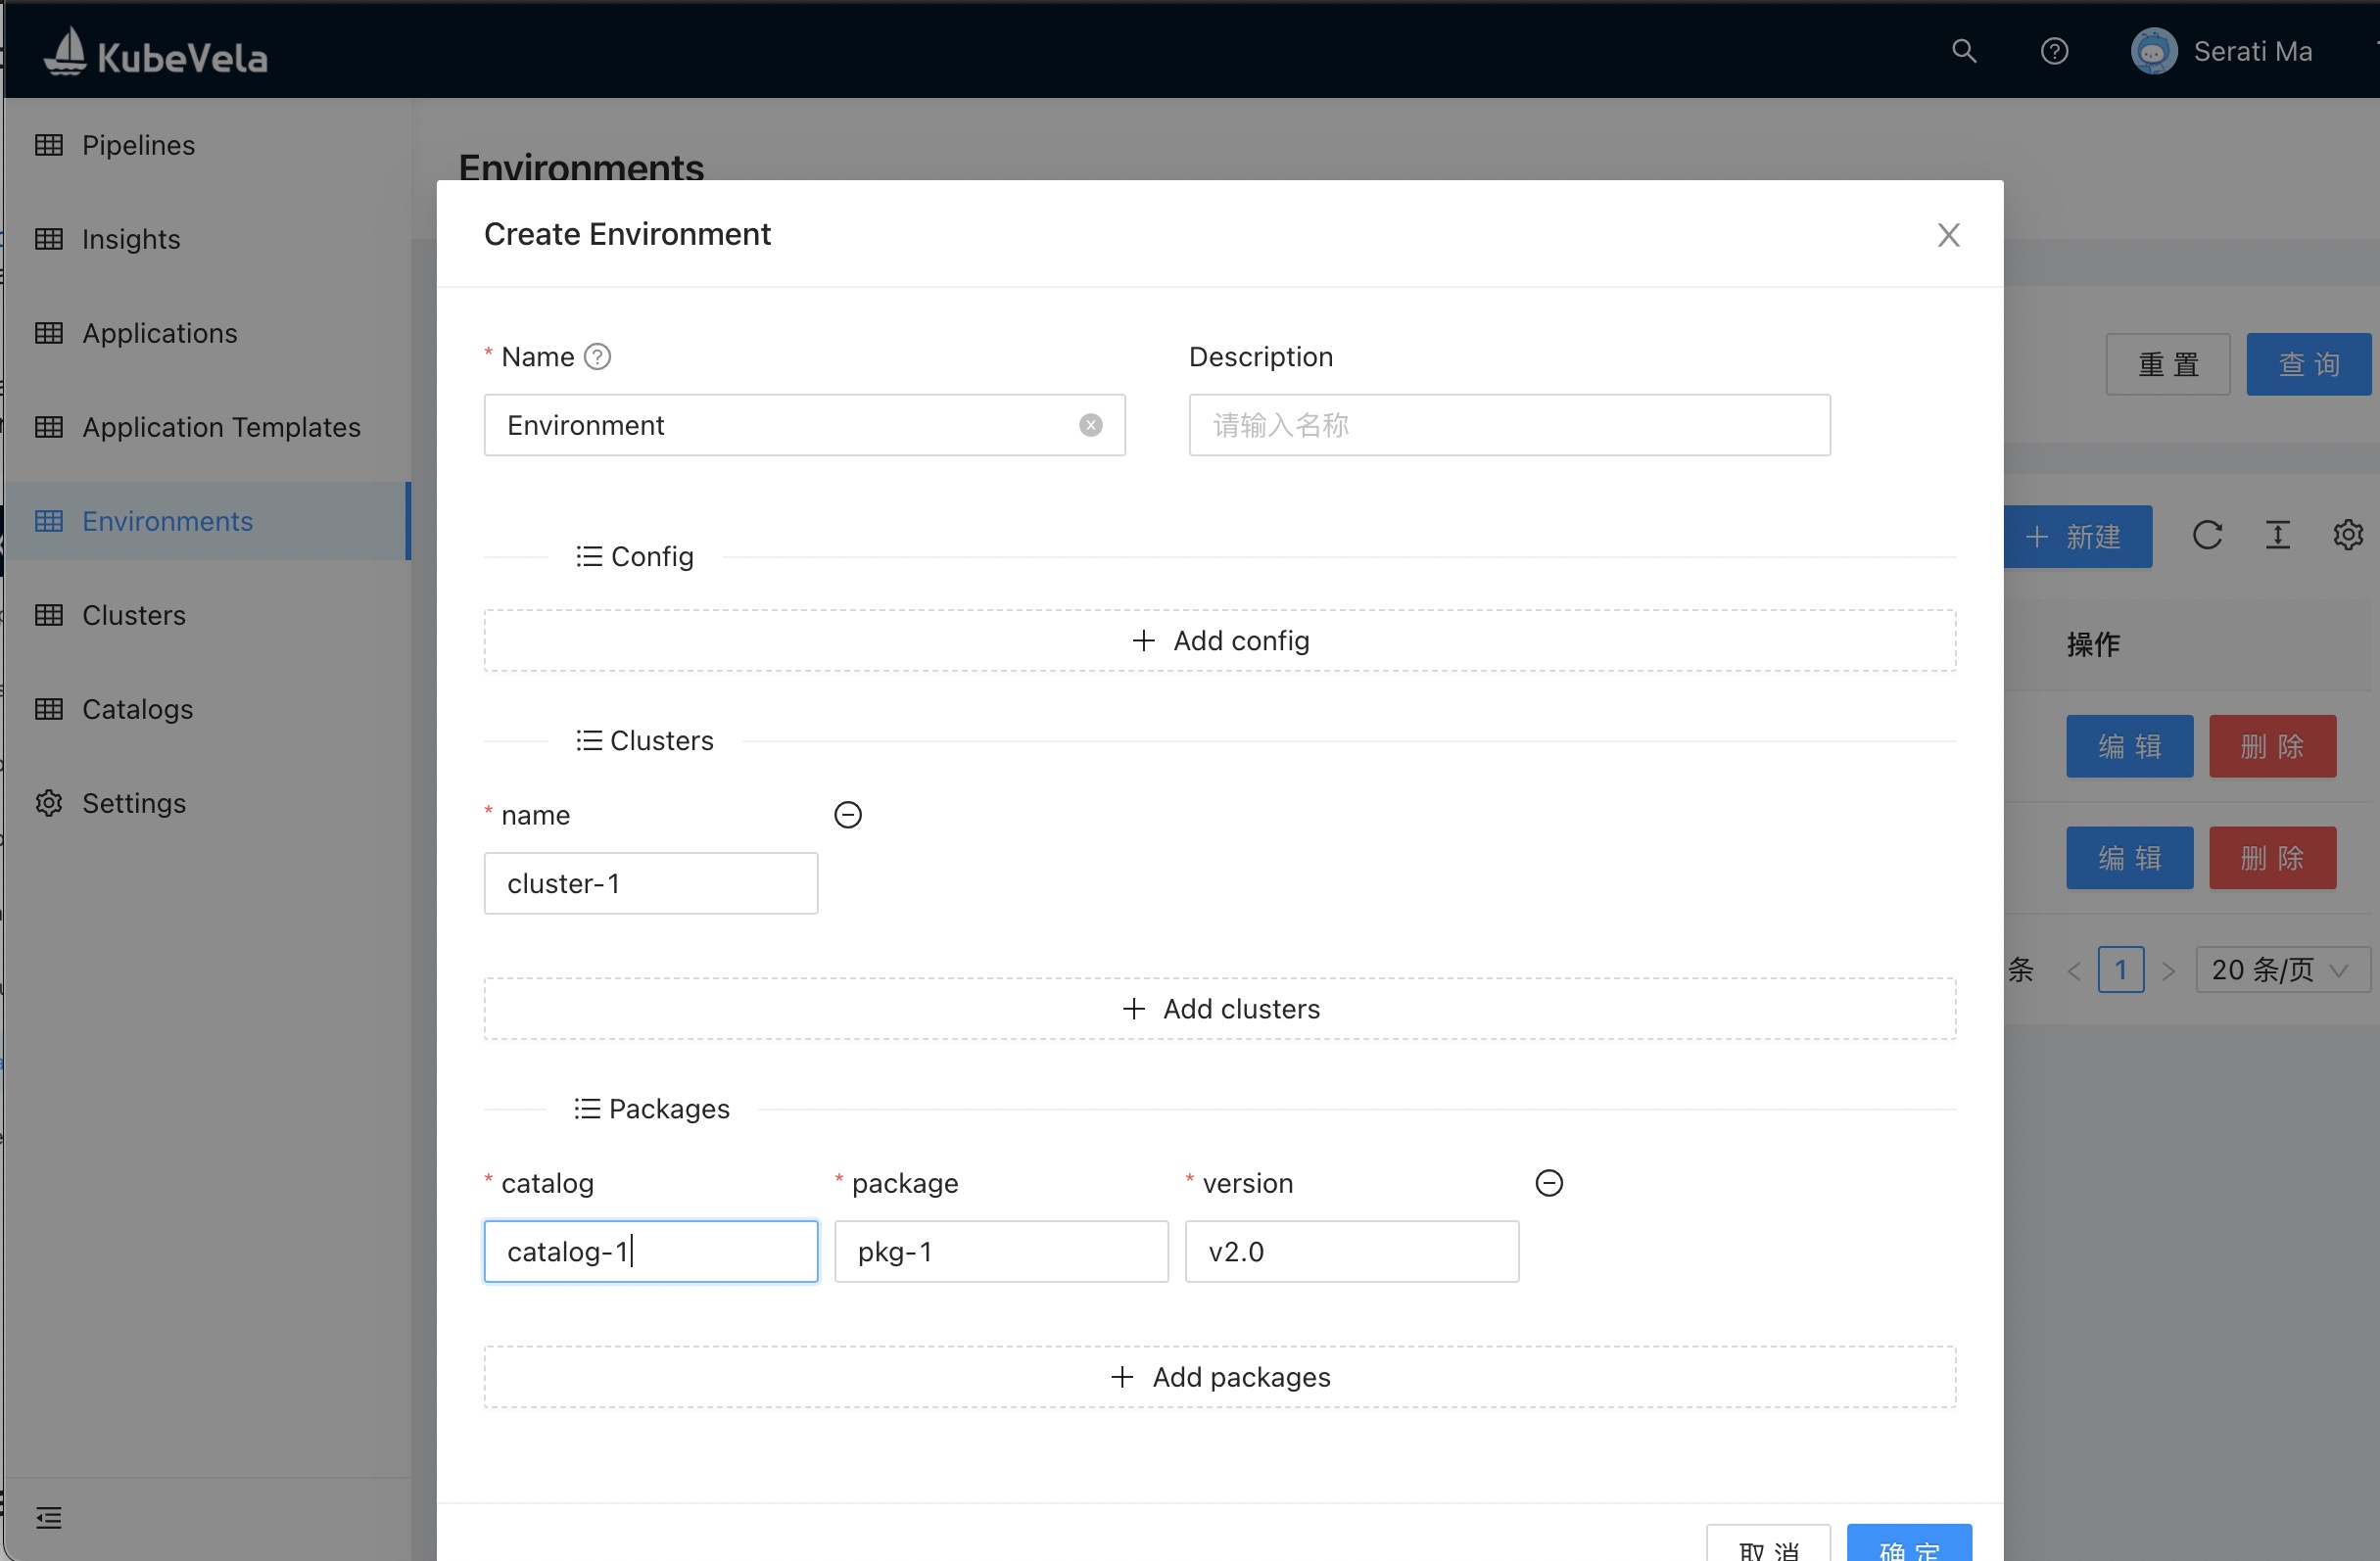 KubeVela
Serati Ma
Pipelines
Insights
Applications
Application Templates
Environments
Clusters
Catalogs
Settings
Environments
Create Environment
* Name
Description
Environment
请输入名称
Config
+ Add config
Clusters
* name
cluster-1
+ Add clusters
Packages
* catalog
* package
* version
catalog-1
pkg-1
v2.0
+ Add packages
取 消
确 定
重 置
查 询
+ 新建
操作
编 辑
删 除
编 辑
删 除
条
< 1 >
20 条/页